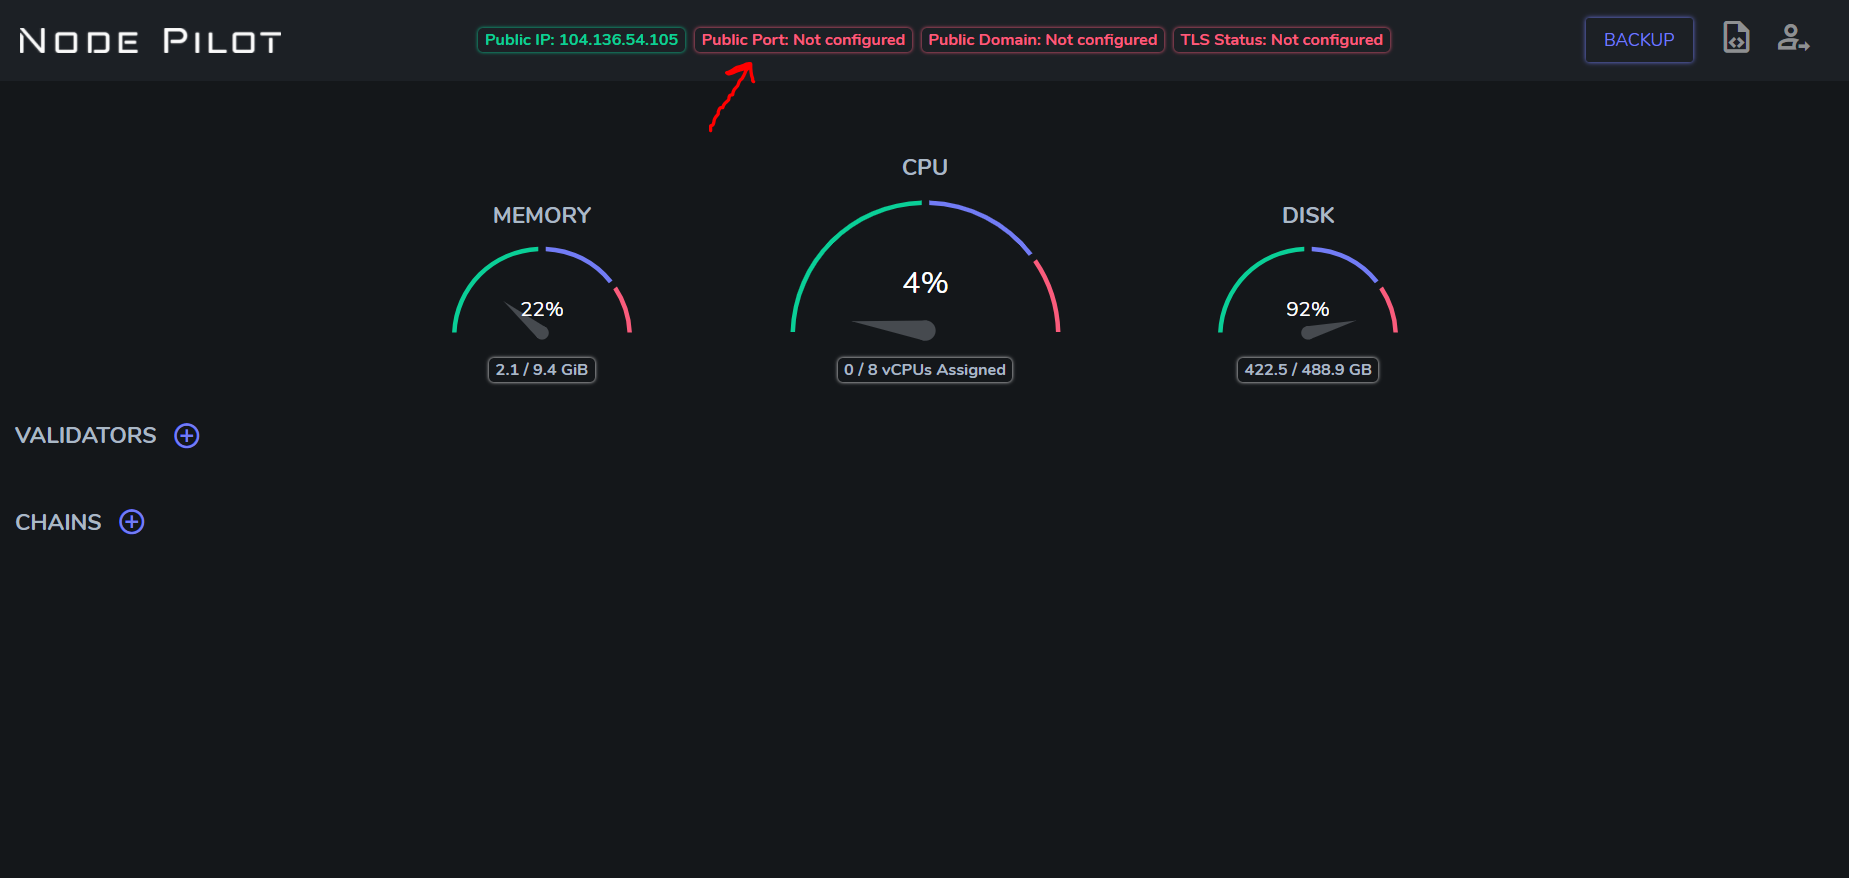 NODE PILOT
Public IP: 104.136.54.105
Public Port: Not configured
Public Domain: Not configured
TLS Status: Not configured
BACKUP
MEMORY
22%
2.1 / 9.4 GiB
CPU
4%
0 / 8 vCPUs Assigned
DISK
92%
422.5 / 488.9 GB
VALIDATORS
CHAINS